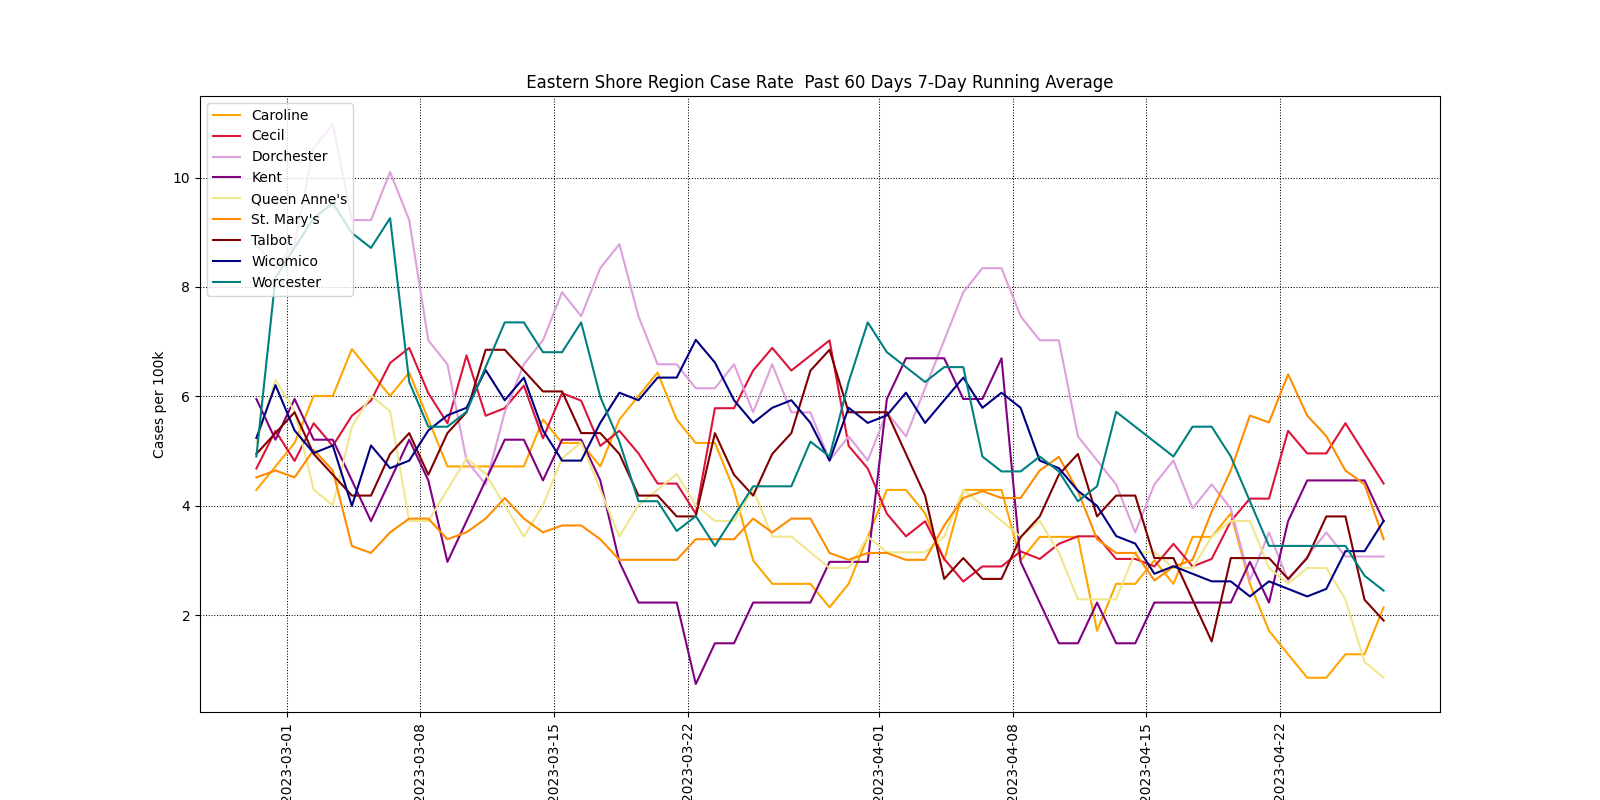 Eastern Shore Region Case Rate  Past 60 Days 7-Day Running Average
Caroline
Cecil
Dorchester
Kent
Queen Anne's
St. Mary's
Talbot
Wicomico
Worcester
Cases per 100k
10
8
6
4
2
2023-03-01
2023-03-08
2023-03-15
2023-03-22
2023-04-01
2023-04-08
2023-04-15
2023-04-22